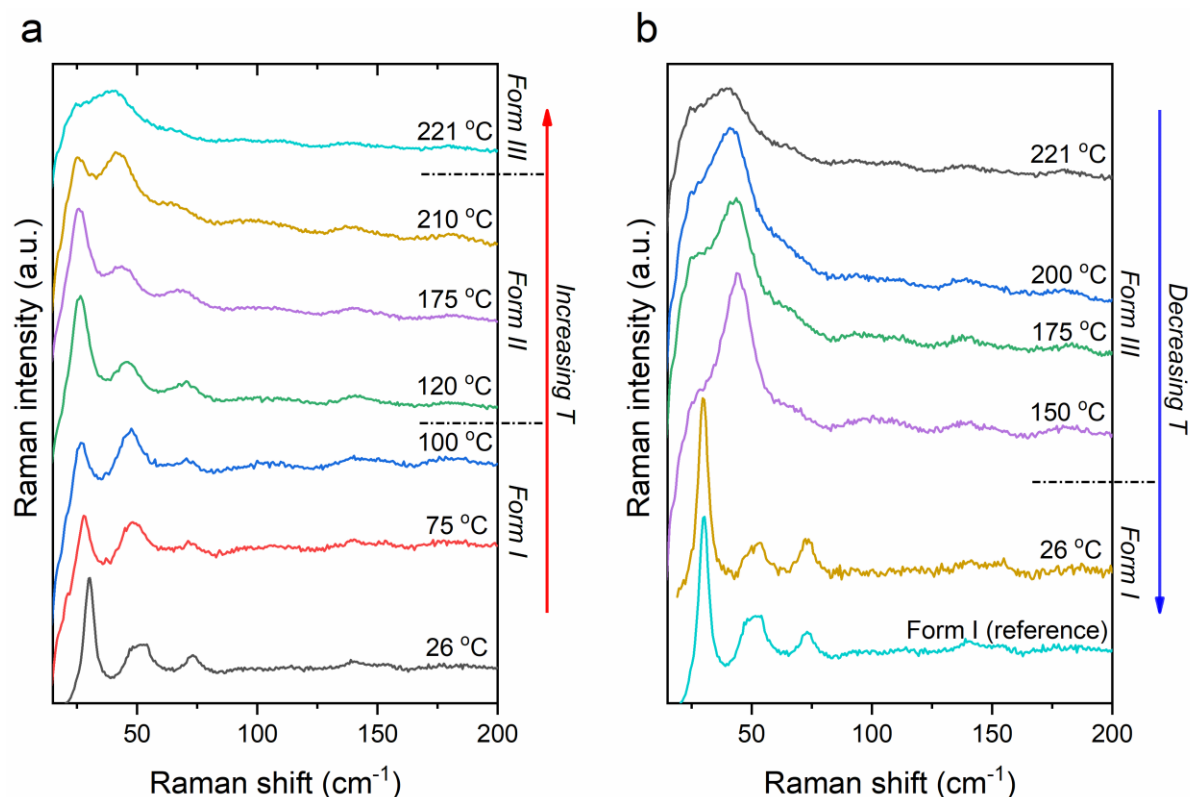 a
Raman intensity (a.u.)
221 °C
210 °C
175 °C
120 °C
100 °C
75 °C
26 °C
Form III
Form II
Form I
Increasing T
50
100
150
200
Raman shift (cm⁻¹)
b
Raman intensity (a.u.)
221 °C
200 °C
175 °C
150 °C
26 °C
Form I (reference)
Form III
Form I
Decreasing T
50
100
150
200
Raman shift (cm⁻¹)